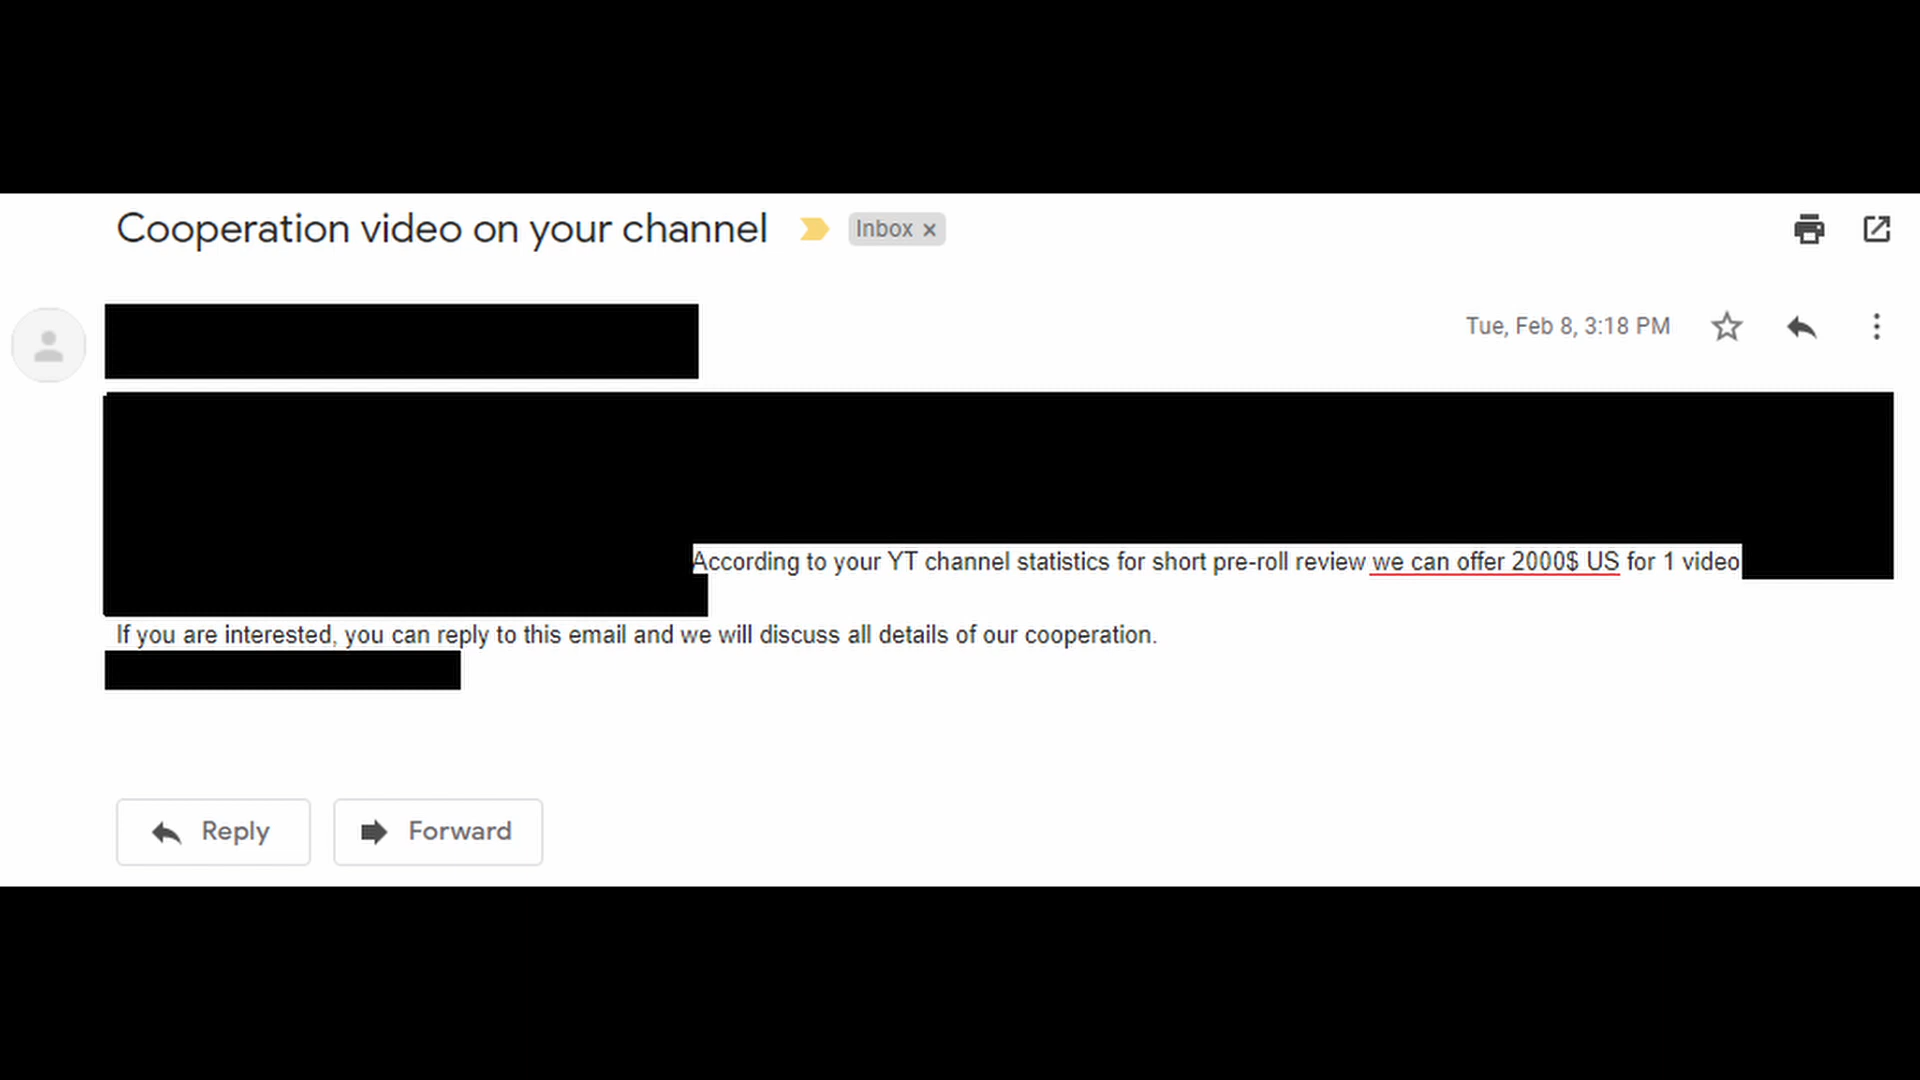 Cooperation video on your channel
Inbox ×
Tue, Feb 8, 3:18 PM
According to your YT channel statistics for short pre-roll review we can offer 2000$ US for 1 video
If you are interested, you can reply to this email and we will discuss all details of our cooperation.
Reply
Forward